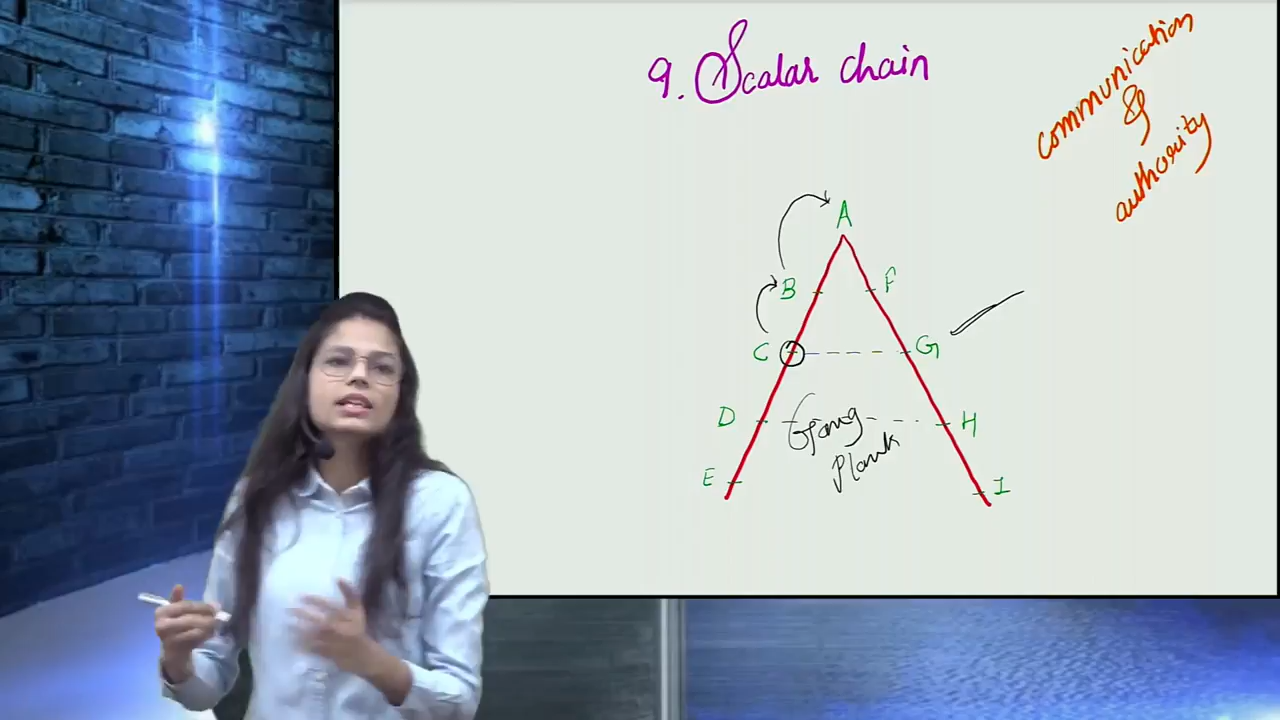 9. Scalar chain
communication
&
authority
A
B
F
C
G
D
H
Gang
Plank
E
I